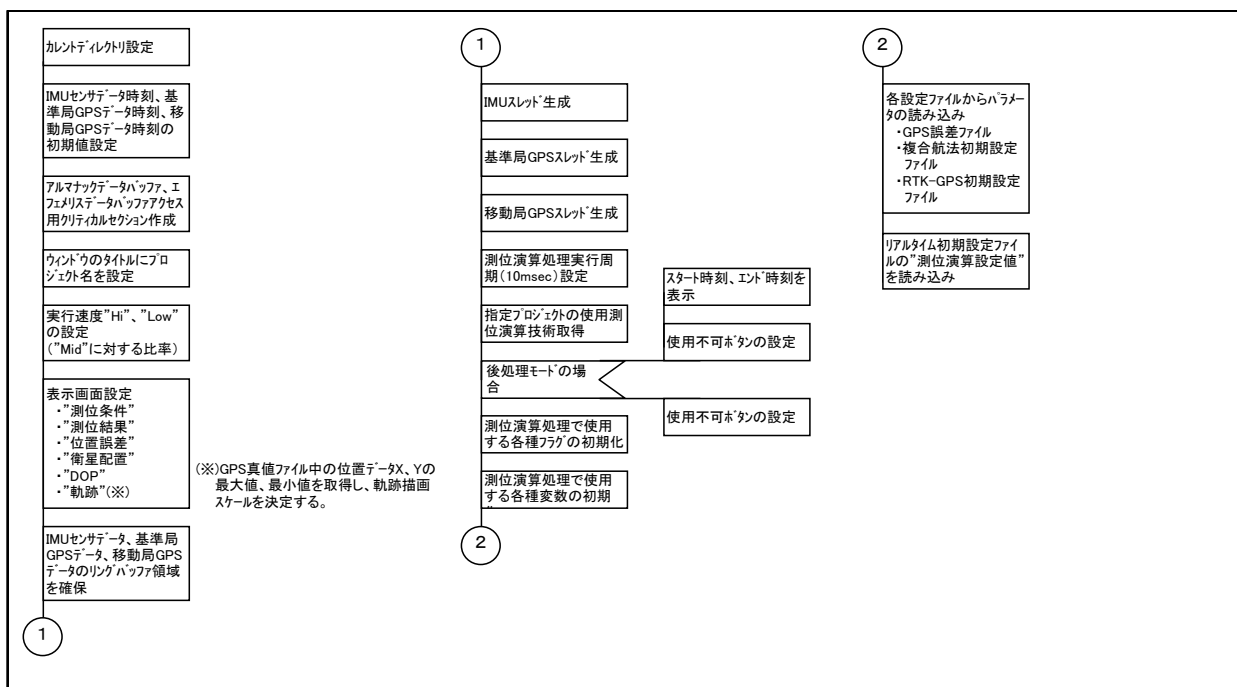 カレントディレクトリ設定
IMUセンサデータ時刻、基
準局GPSデータ時刻、移
動局GPSデータ時刻の
初期値設定
アルマナックデータバッファ、エ
フェメリスデータバッファアクセス
用クリティカルセクション作成
ウィンドウのタイトルにプロ
ジェクト名を設定
実行速度"Hi"、"Low"
の設定
("Mid"に対する比率)
表示画面設定
・"測位条件"
・"測位結果"
・"位置誤差"
・"衛星配置"
・"DOP"
・"軌跡"(※)
(※)GPS真値ファイル中の位置データX、Yの
最大値、最小値を取得し、軌跡描画
スケールを決定する。
IMUセンサデータ、基準局
GPSデータ、移動局GPS
データのリングバッファ領域
を確保
1
1
IMUスレッド生成
基準局GPSスレッド生成
移動局GPSスレッド生成
測位演算処理実行周
期(10msec)設定
指定プロジェクトの使用測
位演算技術取得
後処理モードの場
合
スタート時刻、エンド時刻を
表示
使用不可ボタンの設定
使用不可ボタンの設定
測位演算処理で使用
する各種フラグの初期化
測位演算処理で使用
する各種変数の初期
2
2
各設定ファイルからパラメー
タの読み込み
・GPS誤差ファイル
・複合航法初期設定
ファイル
・RTK-GPS初期設定
ファイル
リアルタイム初期設定ファイ
ルの"測位演算設定値"
を読み込み